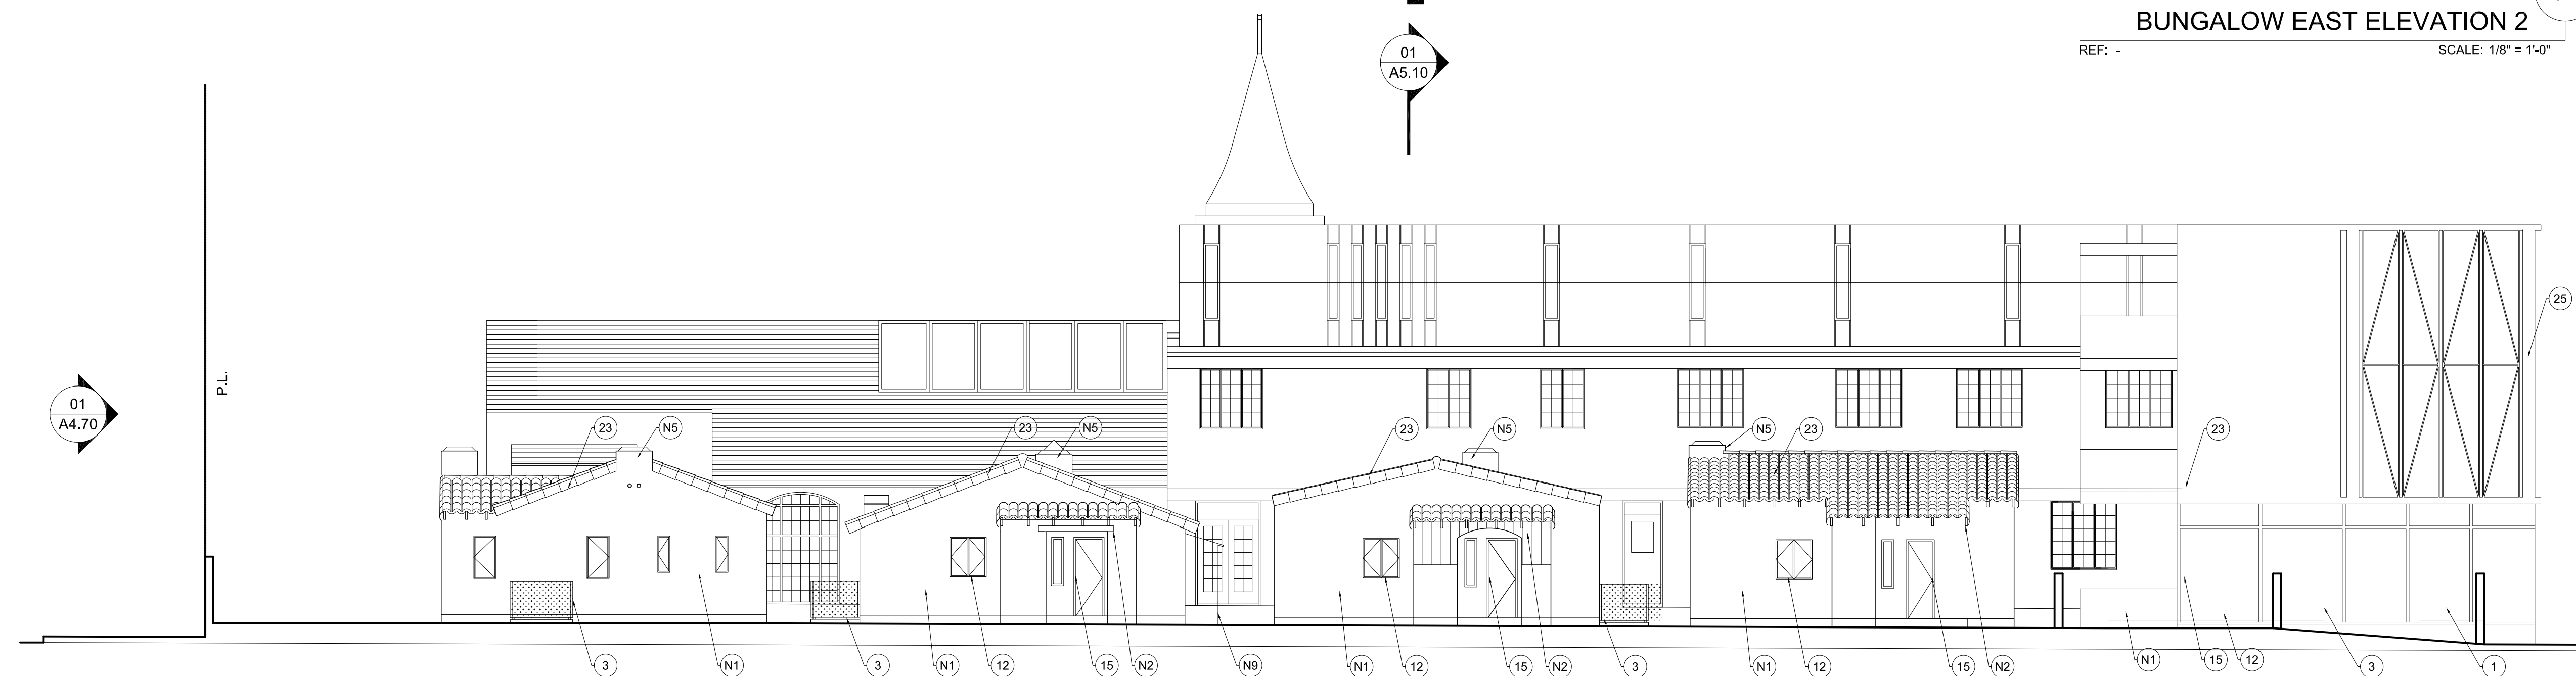 BUNGALOW EAST ELEVATION 2
REF: -
SCALE: 1/8" = 1'-0"
01
A5.10
25
P.L.
01
A4.70
23
N5
23
N5
23
N5
N5
23
23
3
N1
3
N1
12
15
N2
N9
N1
12
15
N2
3
N1
12
15
N2
N1
15
12
3
1